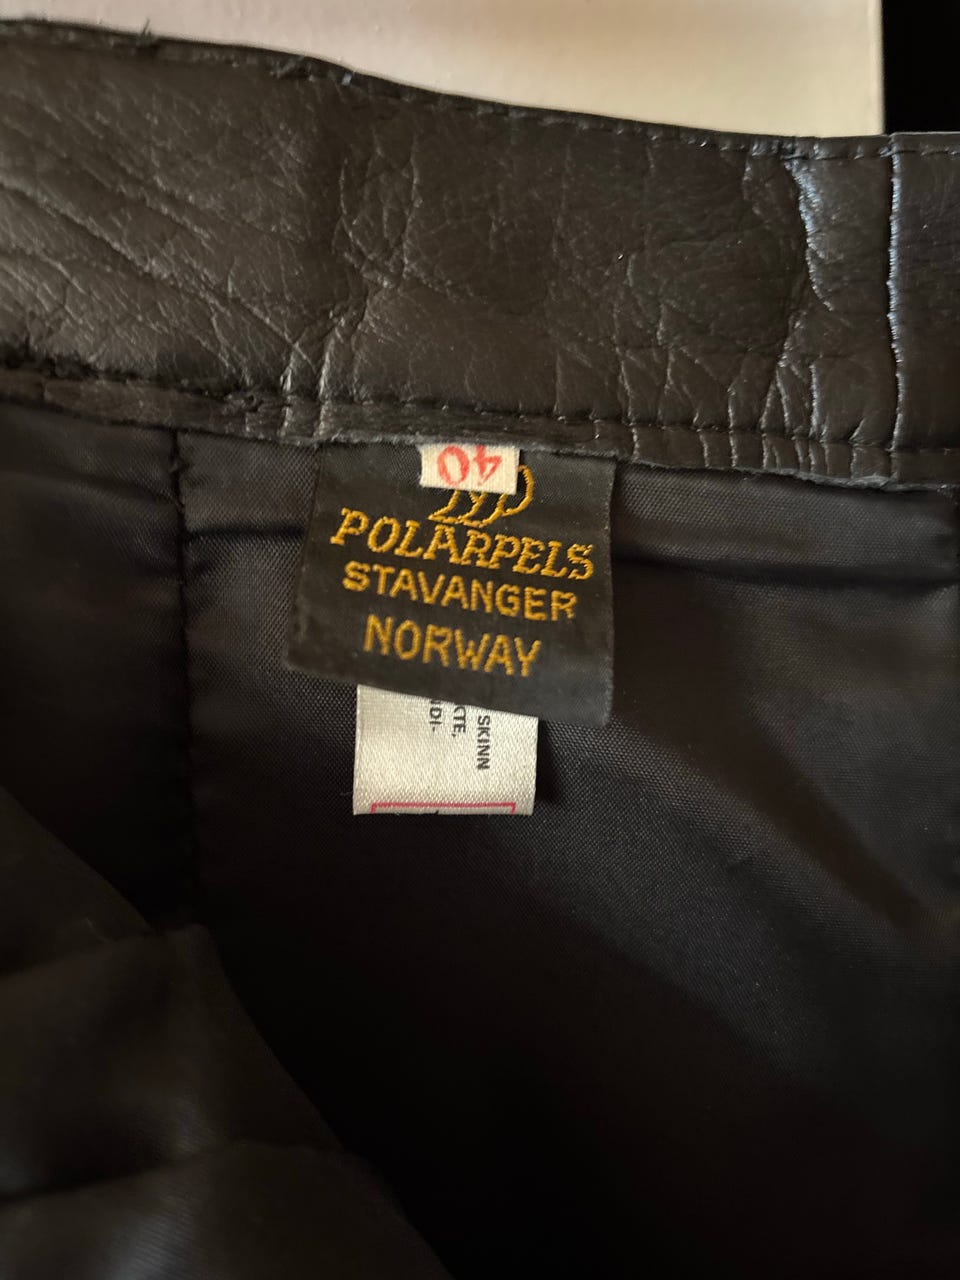 40
POLARPELS
STAVANGER
NORWAY
SKINN